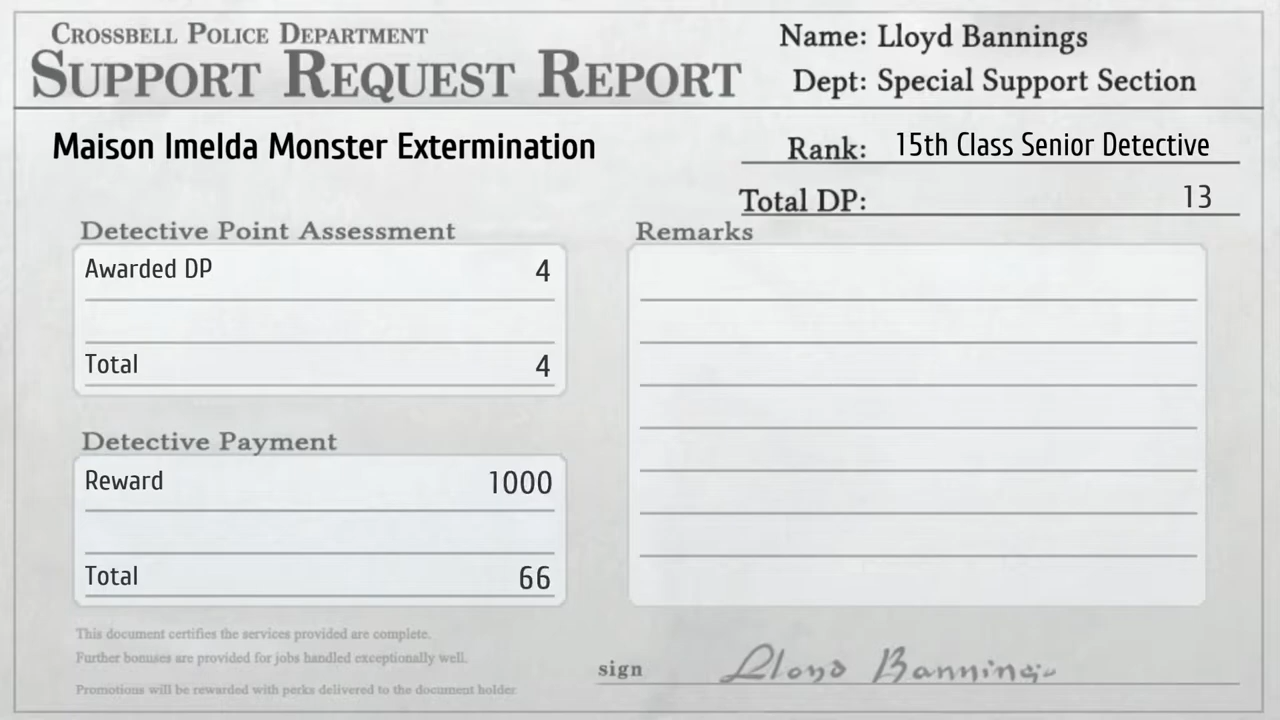 CROSSBELL POLICE DEPARTMENT
SUPPORT REQUEST REPORT
Name: Lloyd Bannings
Dept: Special Support Section
Maison Imelda Monster Extermination
Rank: 15th Class Senior Detective
Total DP: 13
Detective Point Assessment
Awarded DP 4
Total 4
Remarks
Detective Payment
Reward 1000
Total 66
This document certifies the services provided are complete.
Further bonuses are provided for jobs handled exceptionally well.
Promotions will be rewarded with perks delivered to the document holder
sign Lloyd Bannings